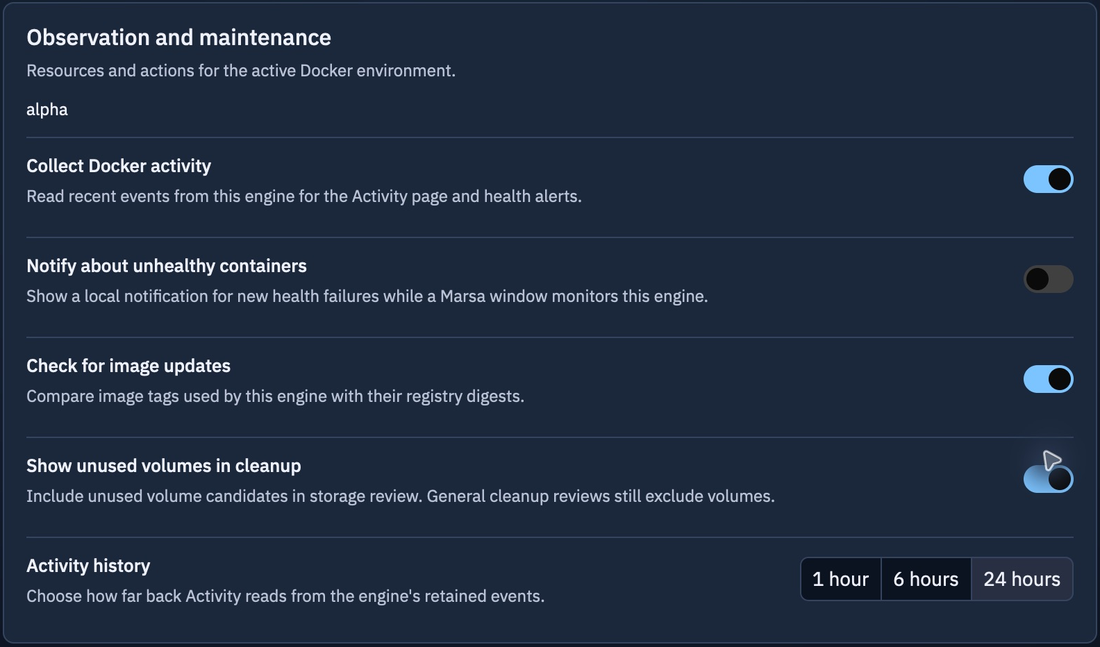 Observation and maintenance
Resources and actions for the active Docker environment.
alpha
Collect Docker activity
Read recent events from this engine for the Activity page and health alerts.
Notify about unhealthy containers
Show a local notification for new health failures while a Marsa window monitors this engine.
Check for image updates
Compare image tags used by this engine with their registry digests.
Show unused volumes in cleanup
Include unused volume candidates in storage review. General cleanup reviews still exclude volumes.
Activity history
1 hour 6 hours 24 hours
Choose how far back Activity reads from the engine's retained events.